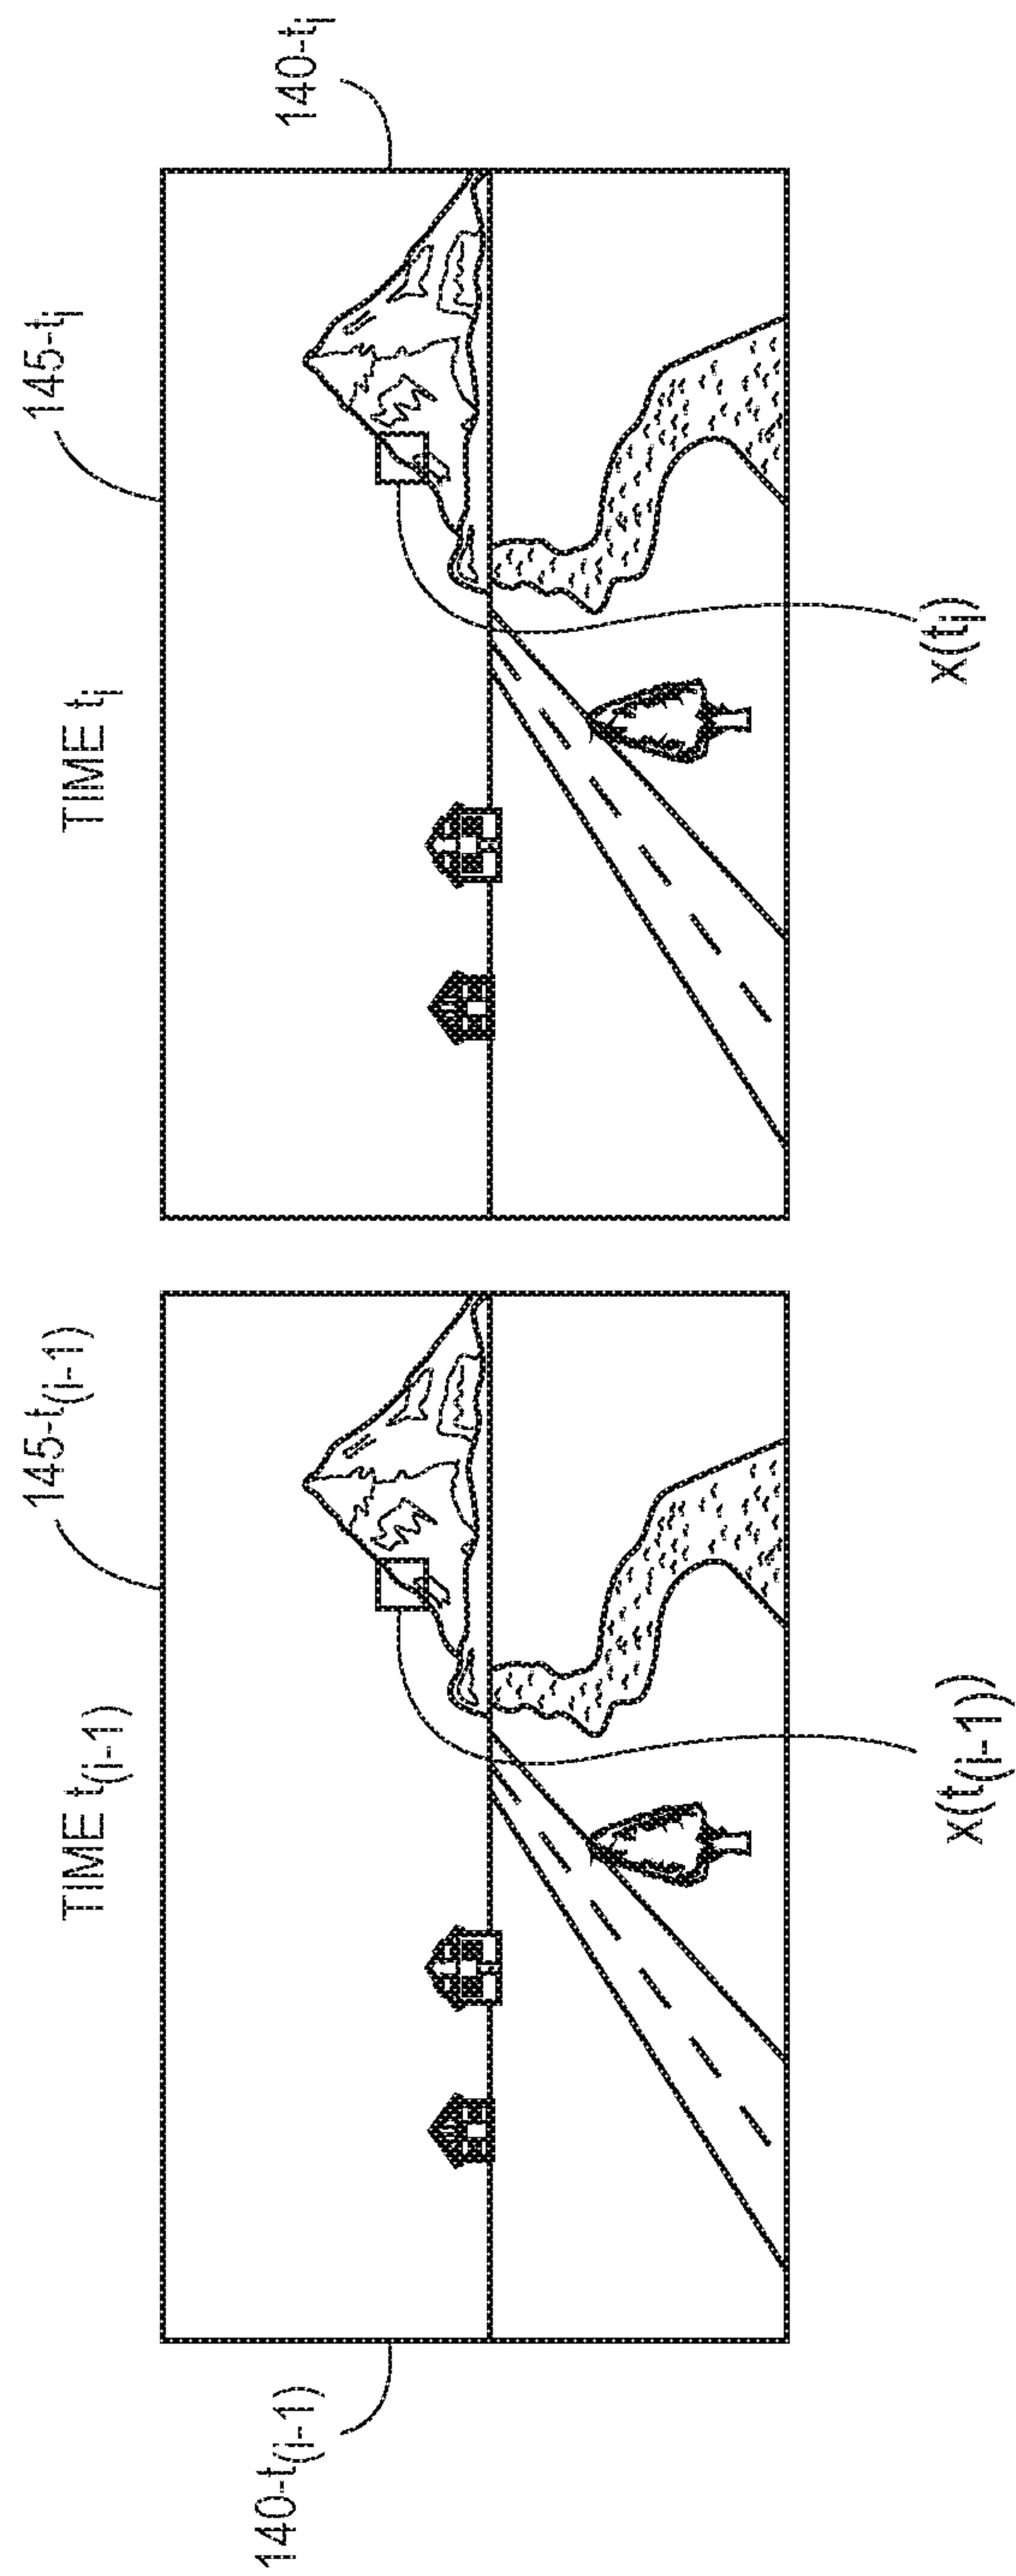 145-t(i-1)
145-ti
TIME t(i-1)
TIME ti
140-t(i-1)
140-ti
x(t(i-1))
x(ti)